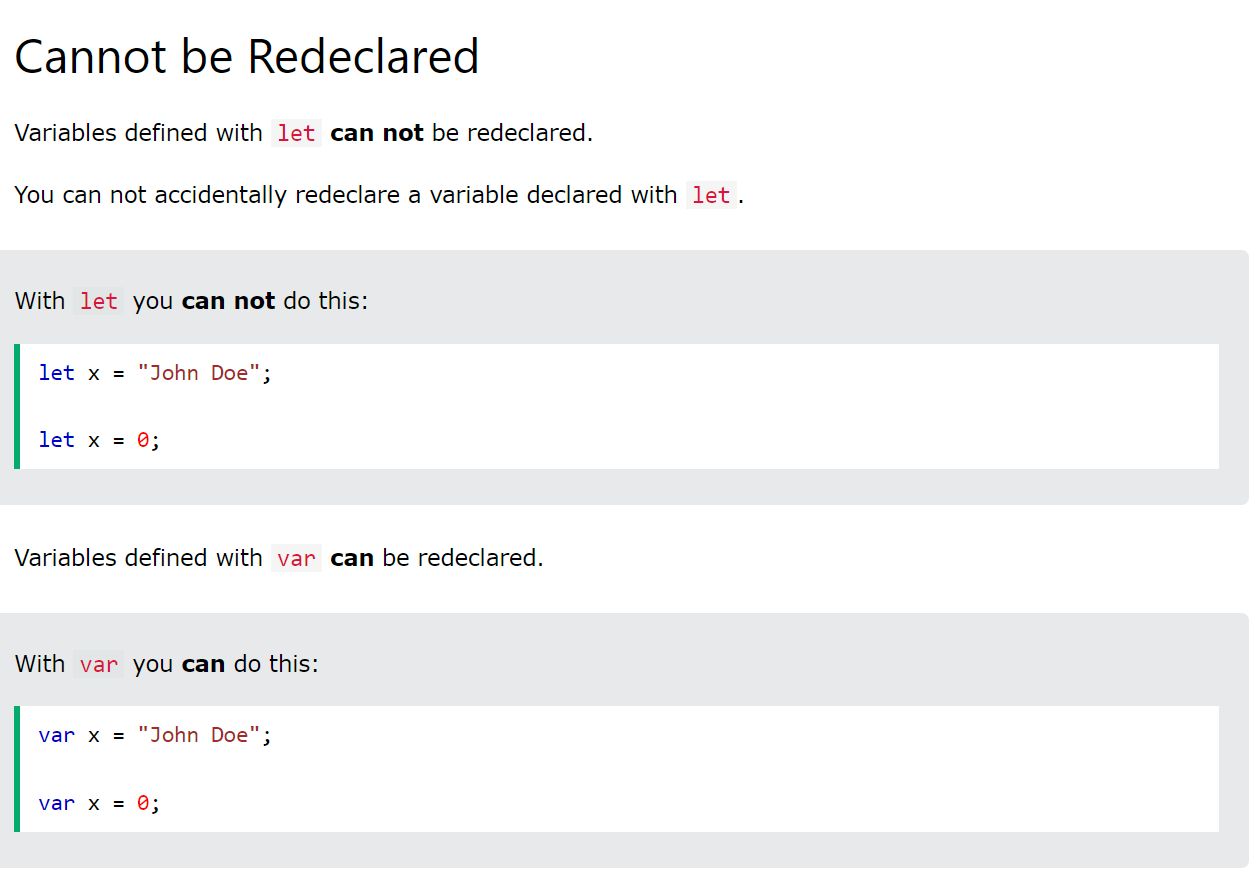 Cannot be Redeclared
Variables defined with let can not be redeclared.
You can not accidentally redeclare a variable declared with let.
With let you can not do this:
let x = "John Doe";
let x = 0;
Variables defined with var can be redeclared.
With var you can do this:
var x = "John Doe";
var x = 0;